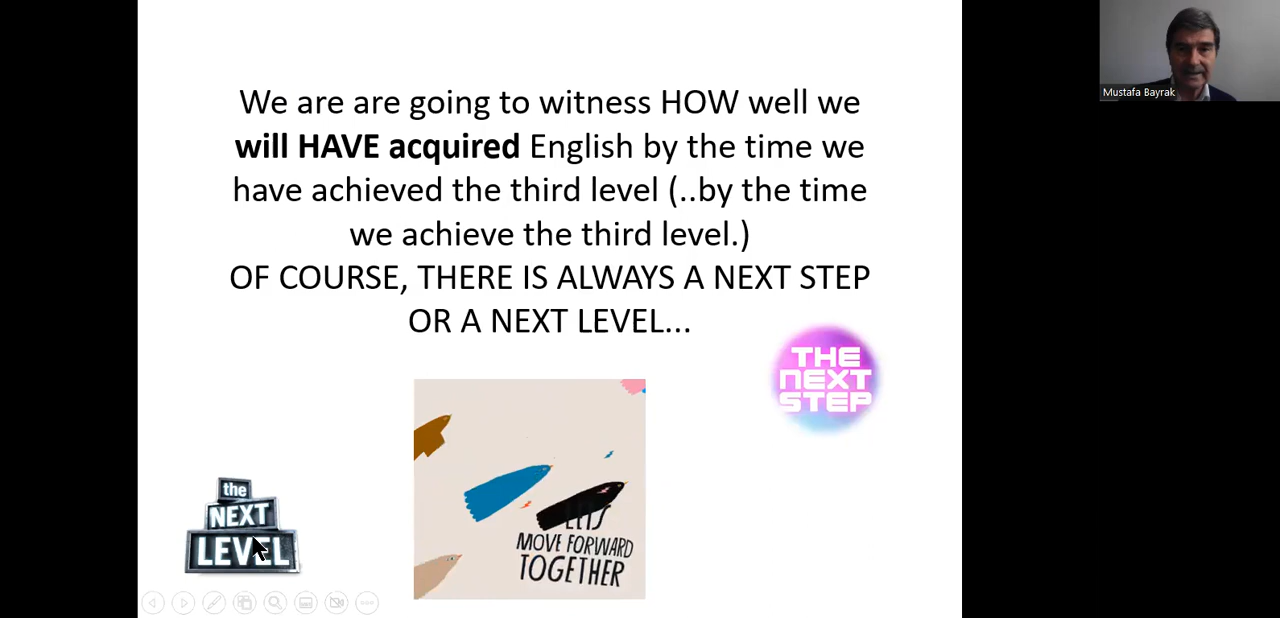 We are are going to witness HOW well we
will HAVE acquired English by the time we
have achieved the third level (..by the time
we achieve the third level.)
OF COURSE, THERE IS ALWAYS A NEXT STEP
OR A NEXT LEVEL...
THE
NEXT
STEP
the
NEXT
LEVEL
LETS
MOVE FORWARD
TOGETHER
Mustafa Bayrak